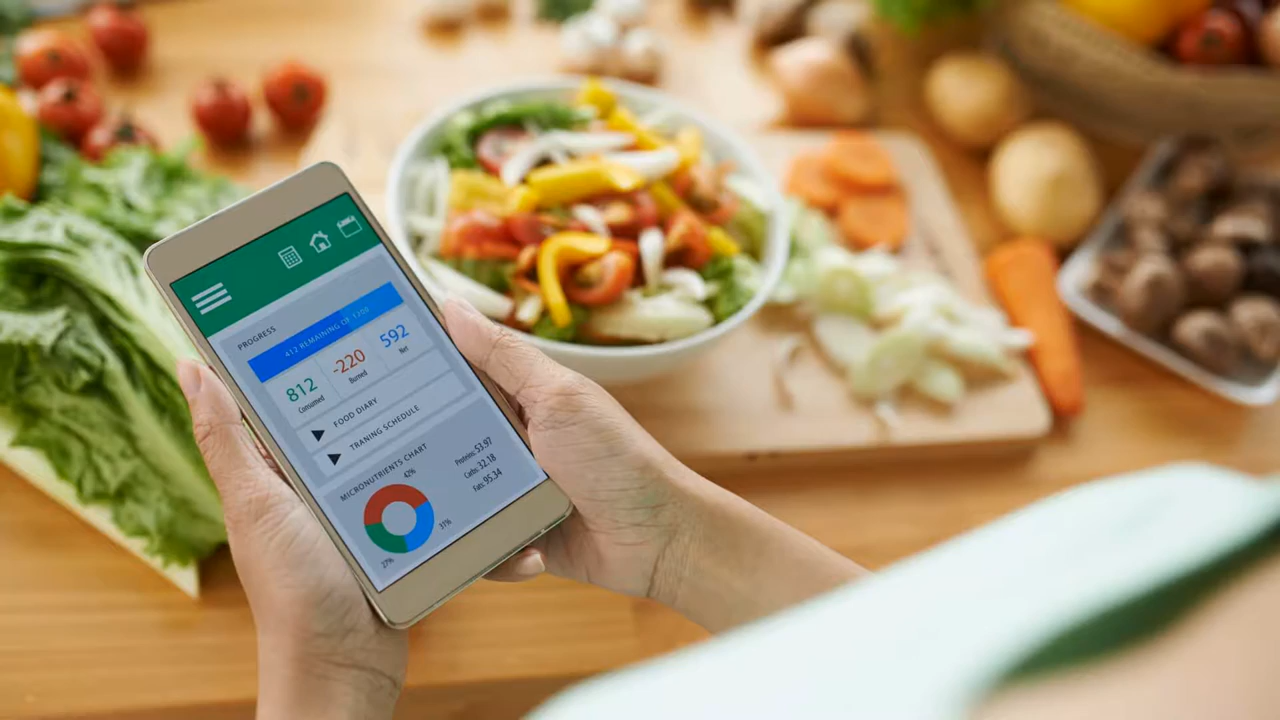 PROGRESS
412 REMAINING OF 1200
812
Consumed
-220
Burned
592
Net
FOOD DIARY
TRANING SCHEDULE
MICRONUTRIENTS CHART
42%
31%
27%
Proteins: 53.97
Carbs: 32.18
Fats: 95.34